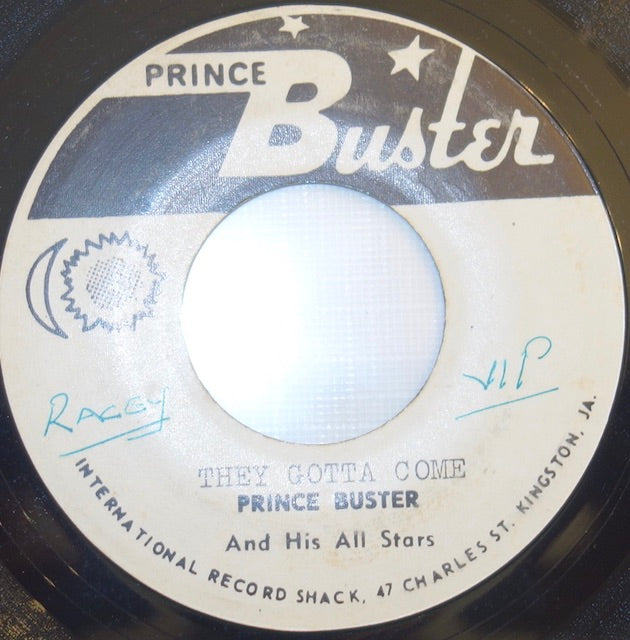 PRINCE
Buster
RACEY
VIP
THEY GOTTA COME
PRINCE BUSTER
And His All Stars
INTERNATIONAL RECORD SHACK, 47 CHARLES ST. KINGSTON, JA.